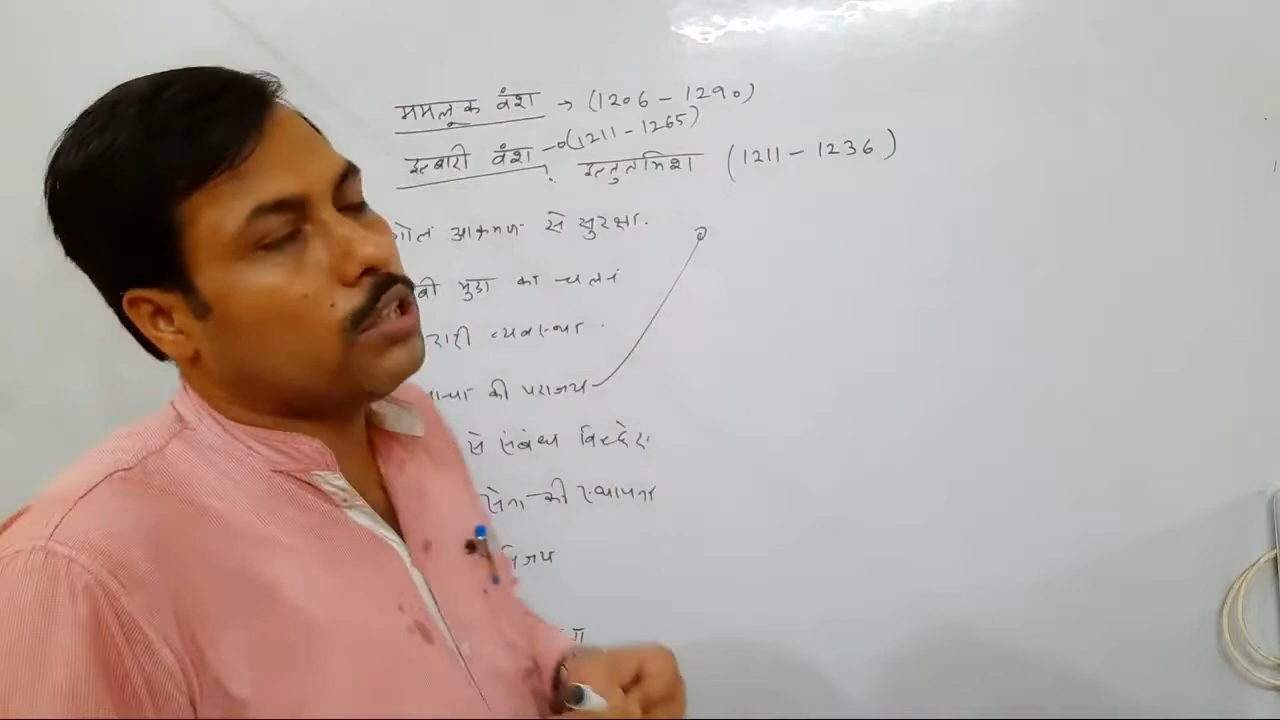 ममलूक वंश → (1206 - 1290)
इल्बारी वंश → (1211 - 1265)
इल्तुतमिश (1211 - 1236)
आक्रमण से सुरक्षा.
मुद्रा का चलन
व्यवस्था.
की पराजय
से संबंध विच्छेद.
सेना की स्थापना